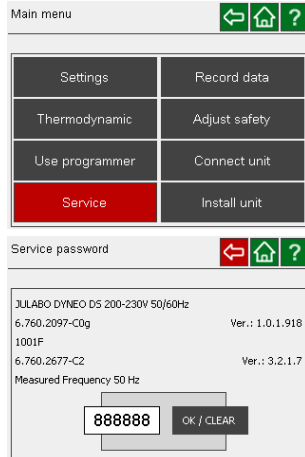 Main menu
?
Settings
Record data
Thermodynamic
Adjust safety
Use programmer
Connect unit
Service
Install unit
Service password
?
JULABO DYNEO DS 200-230V 50/60Hz
6.760.2097-C0g Ver.: 1.0.1.918
1001F
6.760.2677-C2 Ver.: 3.2.1.7
Measured Frequency 50 Hz
888888 OK / CLEAR